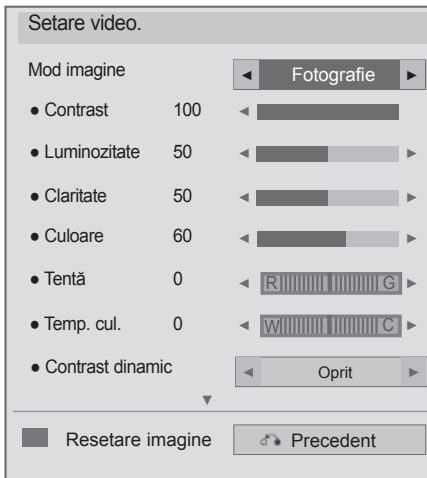 Setare video.
Mod imagine ◄ Fotografie ►
● Contrast 100 ◄
● Luminozitate 50 ◄ ►
● Claritate 50 ◄ ►
● Culoare 60 ◄ ►
● Tentă 0 ◄ R G ►
● Temp. cul. 0 ◄ W C ►
● Contrast dinamic ◄ Oprit ►
▼
Resetare imagine Precedent